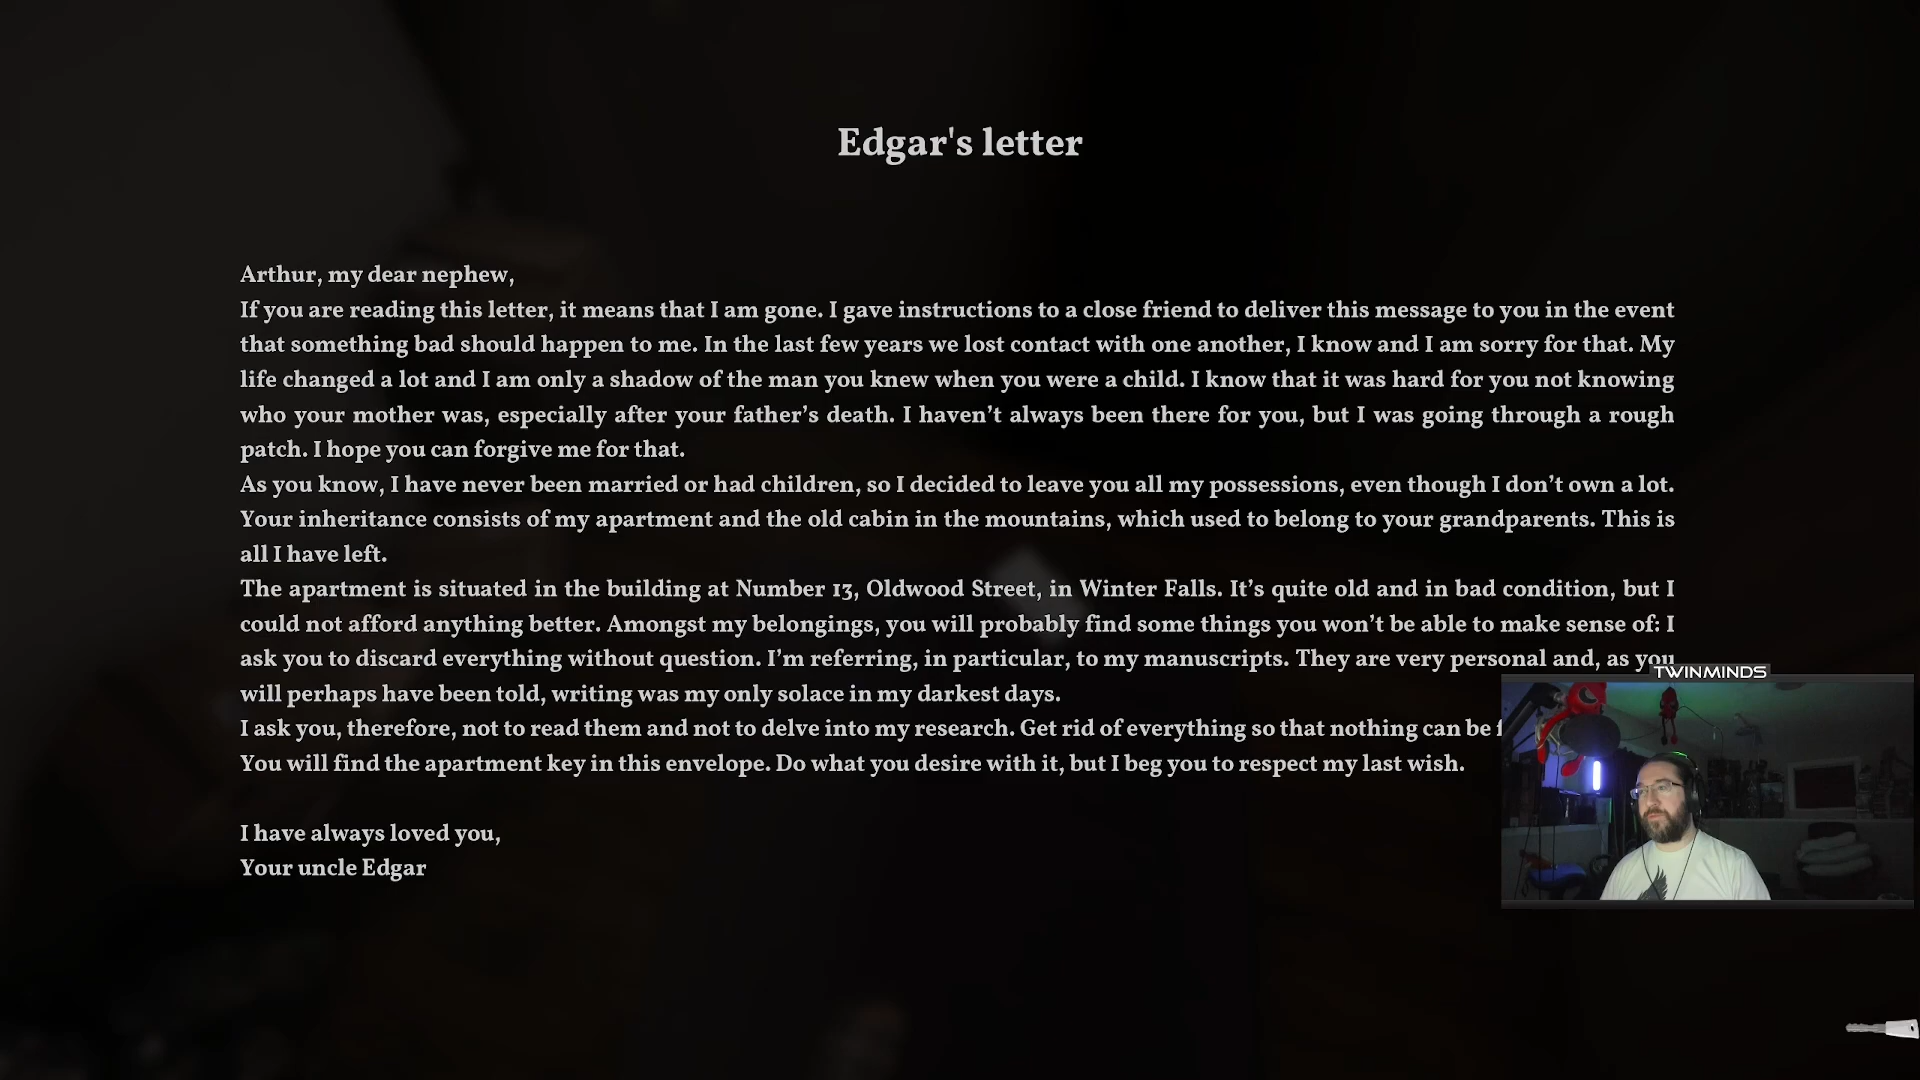 Edgar's letter
Arthur, my dear nephew,
If you are reading this letter, it means that I am gone. I gave instructions to a close friend to deliver this message to you in the event
that something bad should happen to me. In the last few years we lost contact with one another, I know and I am sorry for that. My
life changed a lot and I am only a shadow of the man you knew when you were a child. I know that it was hard for you not knowing
who your mother was, especially after your father’s death. I haven’t always been there for you, but I was going through a rough
patch. I hope you can forgive me for that.
As you know, I have never been married or had children, so I decided to leave you all my possessions, even though I don’t own a lot.
Your inheritance consists of my apartment and the old cabin in the mountains, which used to belong to your grandparents. This is
all I have left.
The apartment is situated in the building at Number 13, Oldwood Street, in Winter Falls. It’s quite old and in bad condition, but I
could not afford anything better. Amongst my belongings, you will probably find some things you won’t be able to make sense of: I
ask you to discard everything without question. I’m referring, in particular, to my manuscripts. They are very personal and, as you
will perhaps have been told, writing was my only solace in my darkest days.
I ask you, therefore, not to read them and not to delve into my research. Get rid of everything so that nothing can be
You will find the apartment key in this envelope. Do what you desire with it, but I beg you to respect my last wish.
I have always loved you,
Your uncle Edgar
TWINMINDS